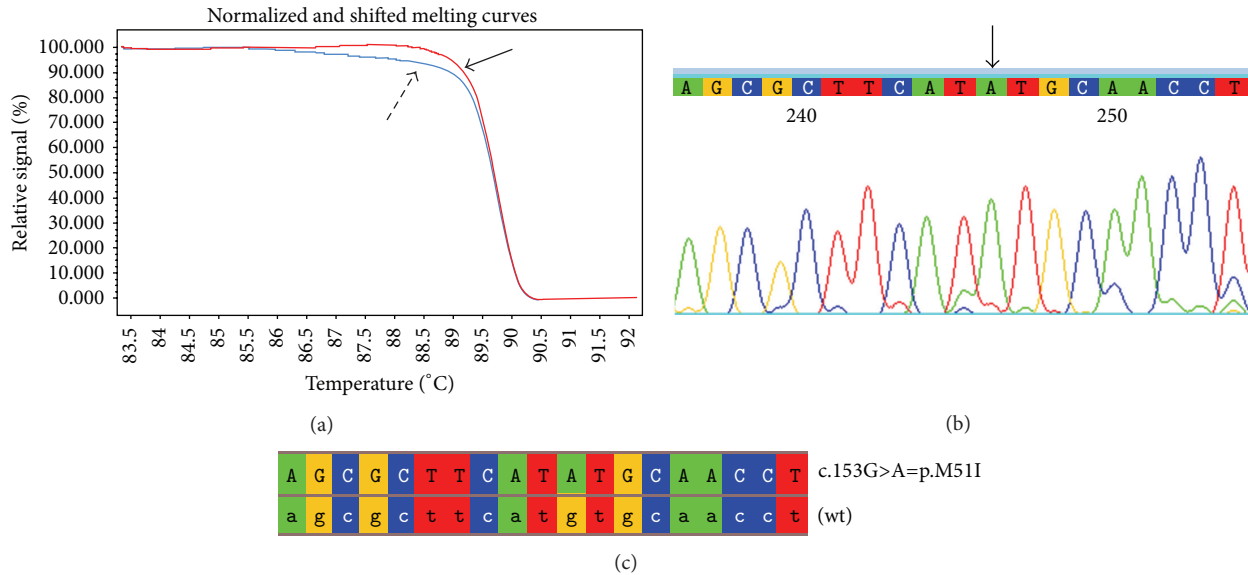 Normalized and shifted melting curves
Relative signal (%)
100.000
90.000
80.000
70.000
60.000
50.000
40.000
30.000
20.000
10.000
0.000
83.5 84 84.5 85 85.5 86 86.5 87 87.5 88 88.5 89 89.5 90 90.5 91 91.5 92
Temperature (°C)
(a)
A G C G C T T C A T A T G C A A C C T
240 250
(b)
A G C G C T T C A T A T G C A A C C T c.153G>A=p.M51I
a g c g c t t c a t g t g c a a c c t (wt)
(c)